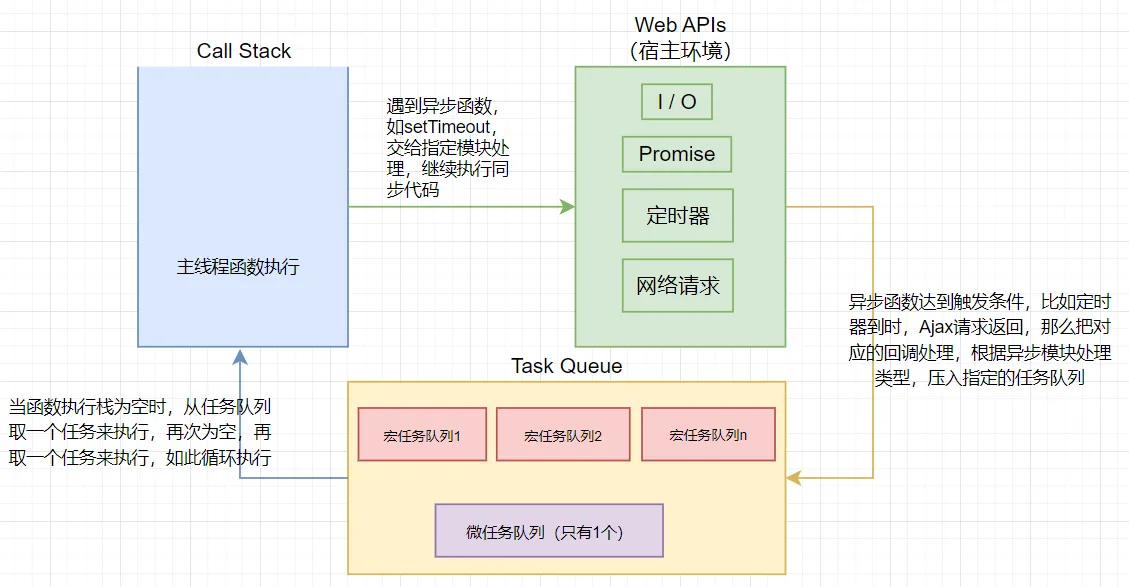 Call Stack
主线程函数执行
遇到异步函数，
如setTimeout，
交给指定模块处
理，继续执行同
步代码
Web APIs
（宿主环境）
I / O
Promise
定时器
网络请求
异步函数达到触发条件，比如定时
器到时，Ajax请求返回，那么把对
应的回调处理，根据异步模块处理
类型，压入指定的任务队列
Task Queue
宏任务队列1
宏任务队列2
宏任务队列n
微任务队列（只有1个）
当函数执行栈为空时，从任务队列
取一个任务来执行，再次为空，再
取一个任务来执行，如此循环执行